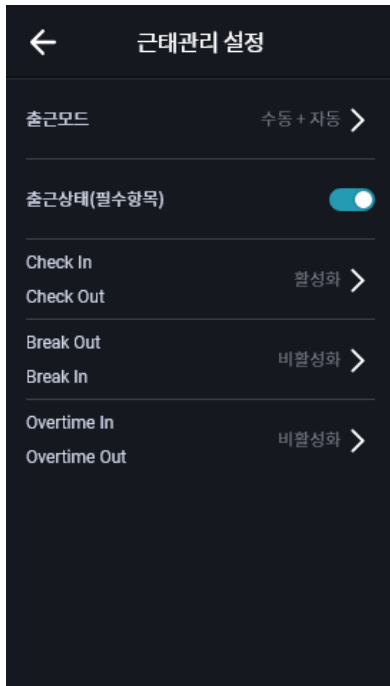 근태관리 설정
출근모드 수동 + 자동
출근상태(필수항목)
Check In
활성화
Check Out
Break Out
비활성화
Break In
Overtime In
비활성화
Overtime Out